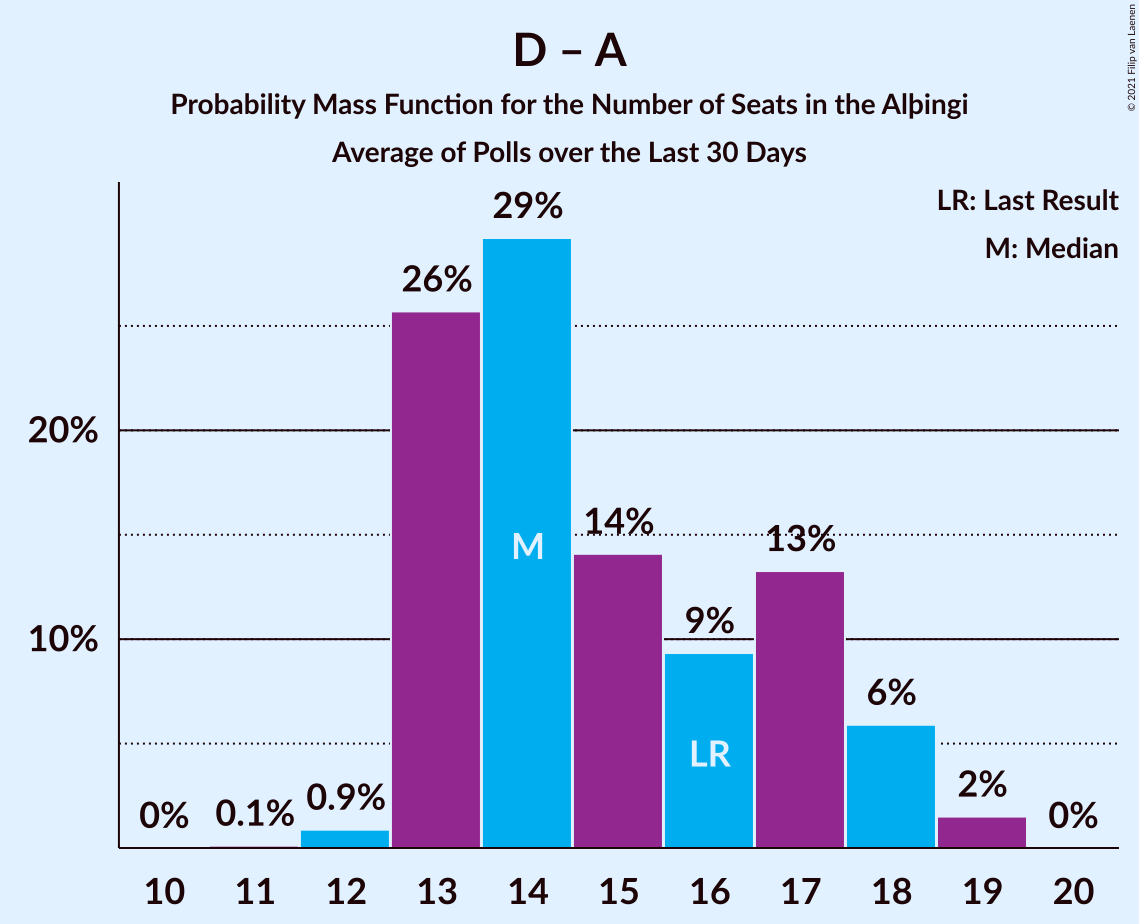 D – A
Probability Mass Function for the Number of Seats in the Alþingi
Average of Polls over the Last 30 Days
© 2021 Filip van Laenen
LR: Last Result
M: Median
20%
10%
0%
0.1%
0.9%
26%
29%
14%
9%
13%
6%
2%
0%
M
LR
10 11 12 13 14 15 16 17 18 19 20